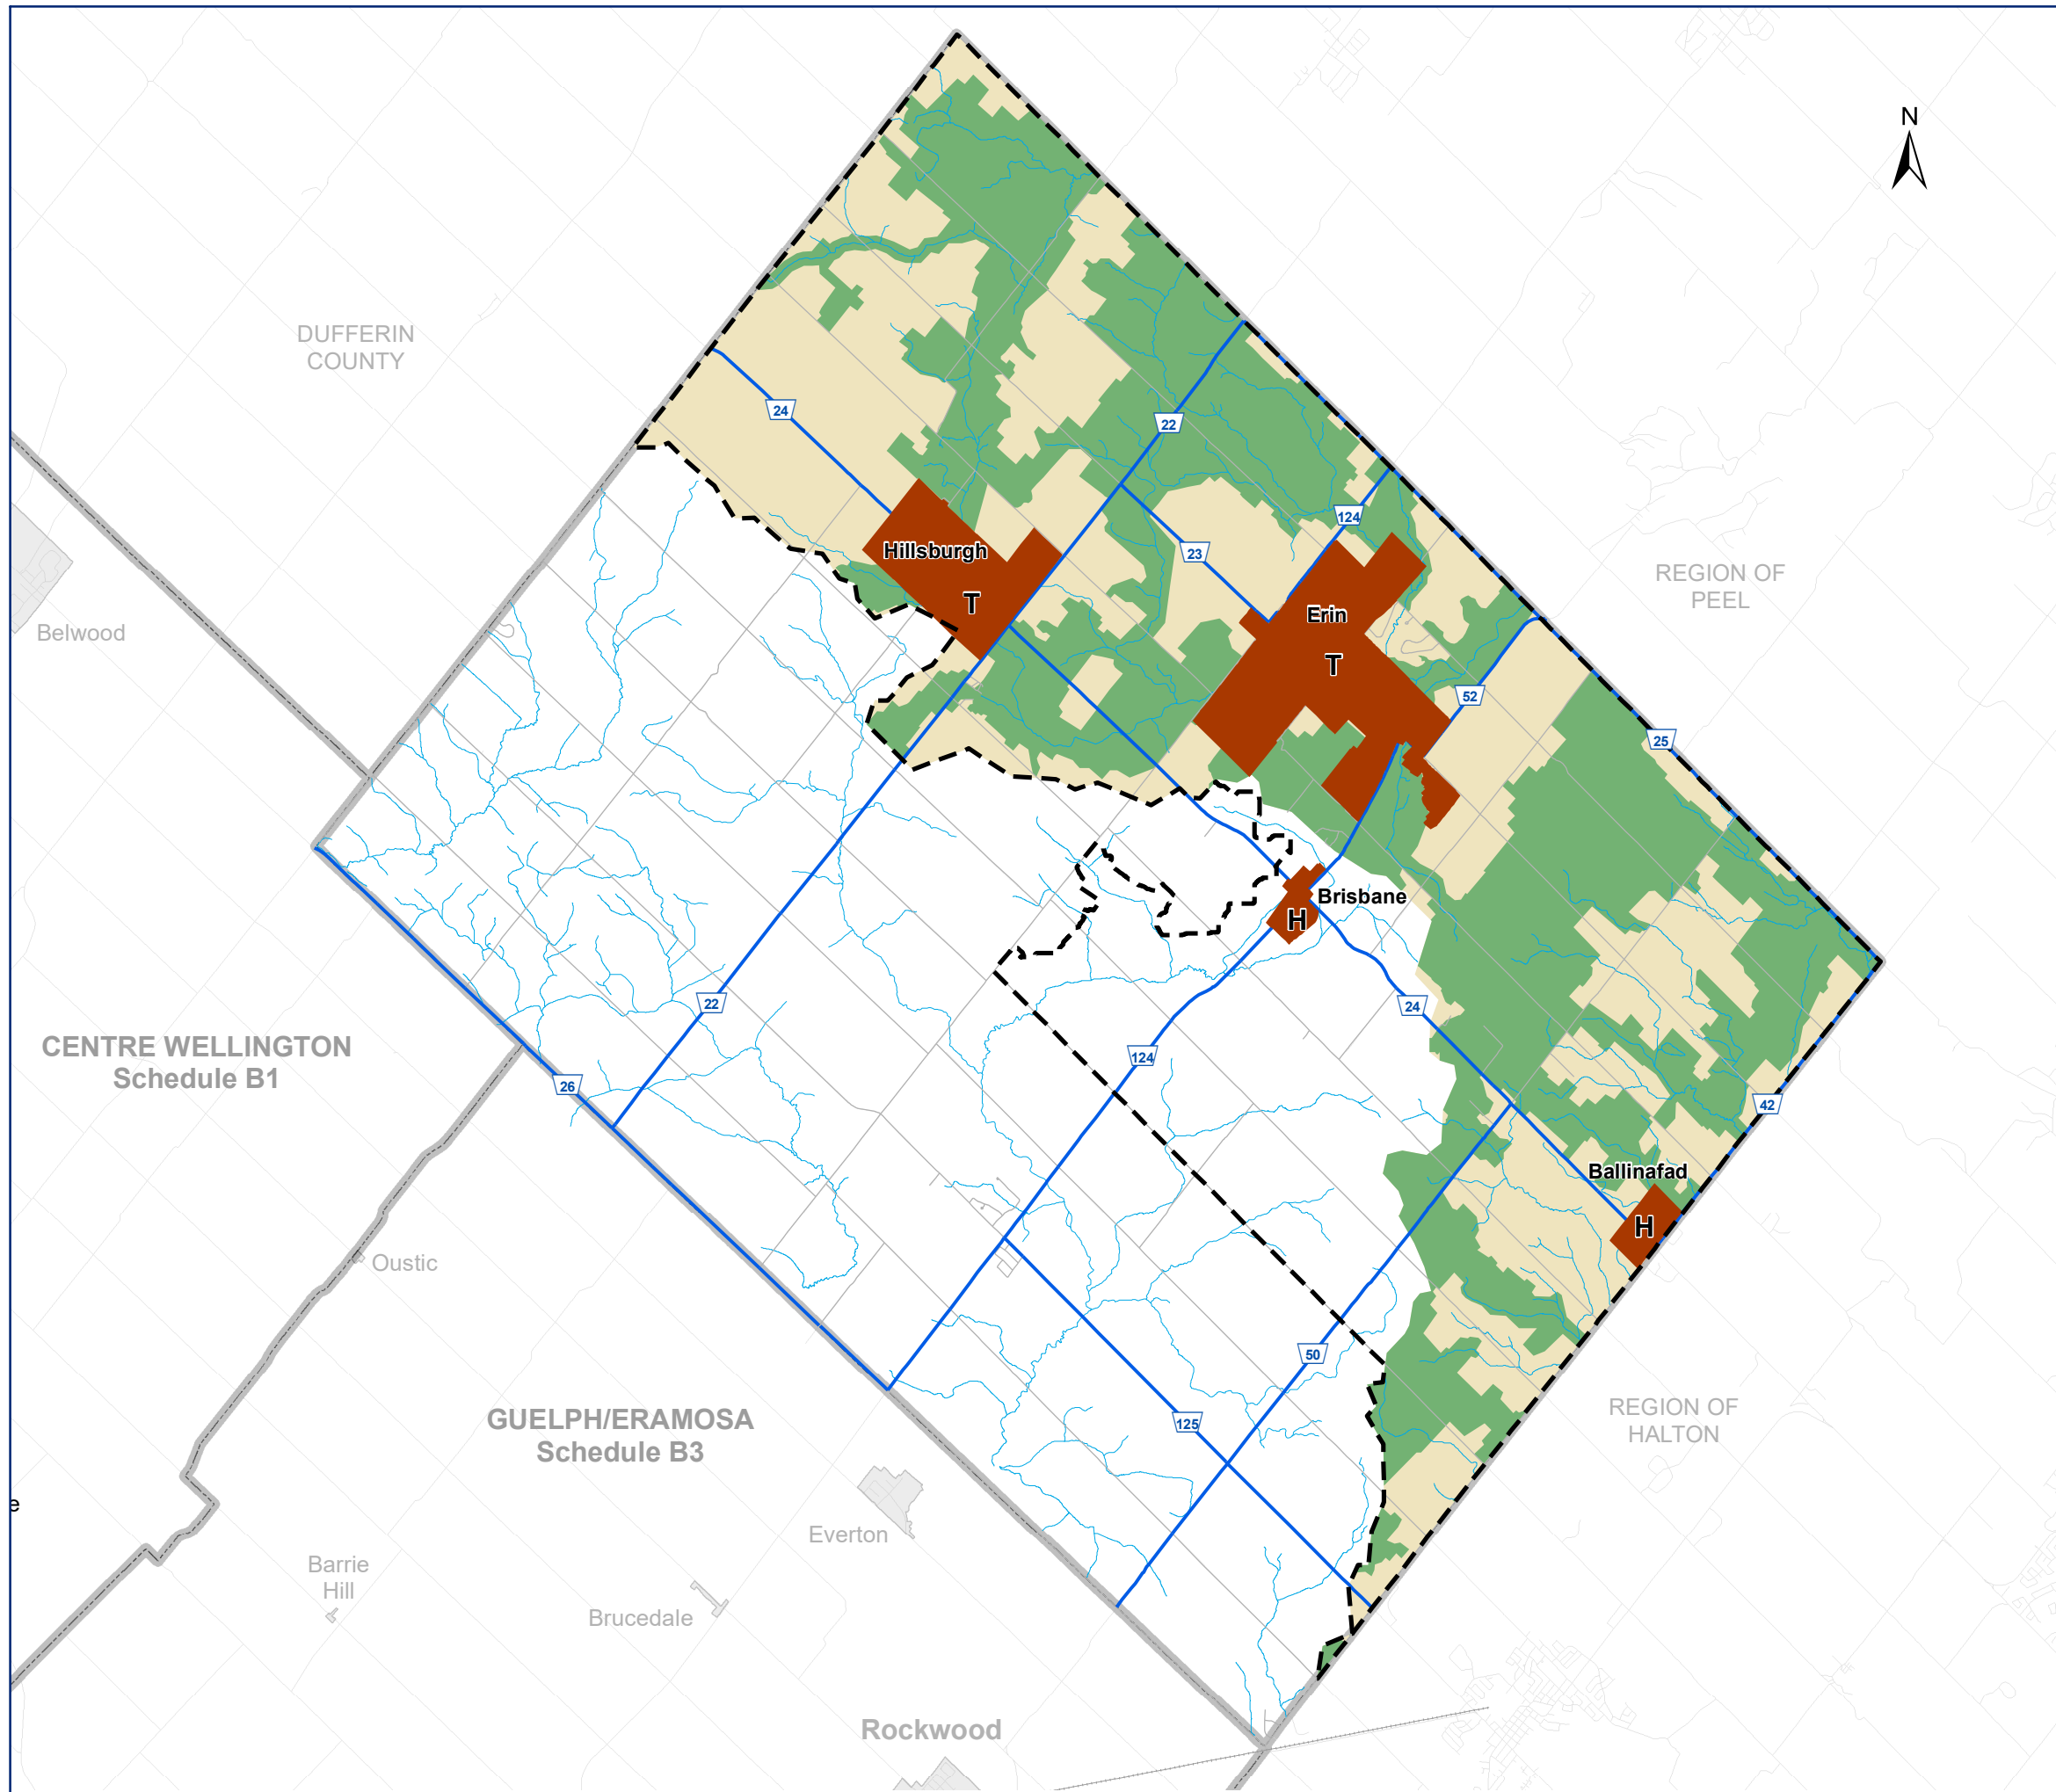 N
DUFFERIN
COUNTY
24
22
124
23
Hillsburgh
T
REGION OF
PEEL
Erin
T
Belwood
52
25
Brisbane
H
22
24
CENTRE WELLINGTON
Schedule B1
124
26
42
Ballinafad
H
Oustic
50
125
GUELPH/ERAMOSA
Schedule B3
REGION OF
HALTON
e
Everton
Barrie
Hill
Brucedale
Rockwood